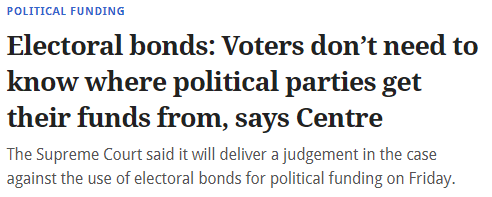 POLITICAL FUNDING
Electoral bonds: Voters don’t need to
know where political parties get
their funds from, says Centre
The Supreme Court said it will deliver a judgement in the case
against the use of electoral bonds for political funding on Friday.